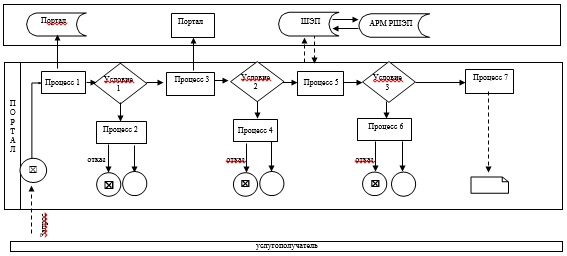 Портал
Портал
ШЭП
АРМ РШЭП
ПОРТАЛ
Процесс 1
Условие
1
Процесс 3
Условие
2
Процесс 5
Условие
3
Процесс 7
Процесс 2
Процесс 4
Процесс 6
отказ
отказ
отказ
Запрос
услугополучатель